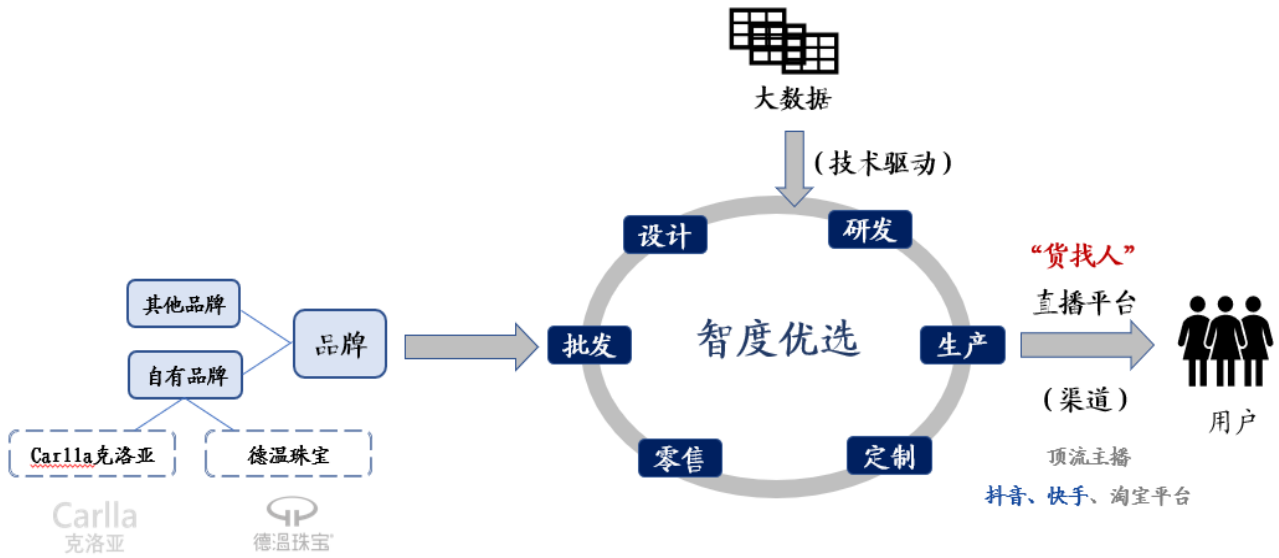 大数据
（技术驱动）
设计
研发
“货找人”
其他品牌
直播平台
品牌
批发
智度优选
生产
自有品牌
（渠道）
用户
Carlla克洛亚
德温珠宝
零售
定制
顶流主播
抖音、快手、淘宝平台
Carlla
克洛亚
德温珠宝